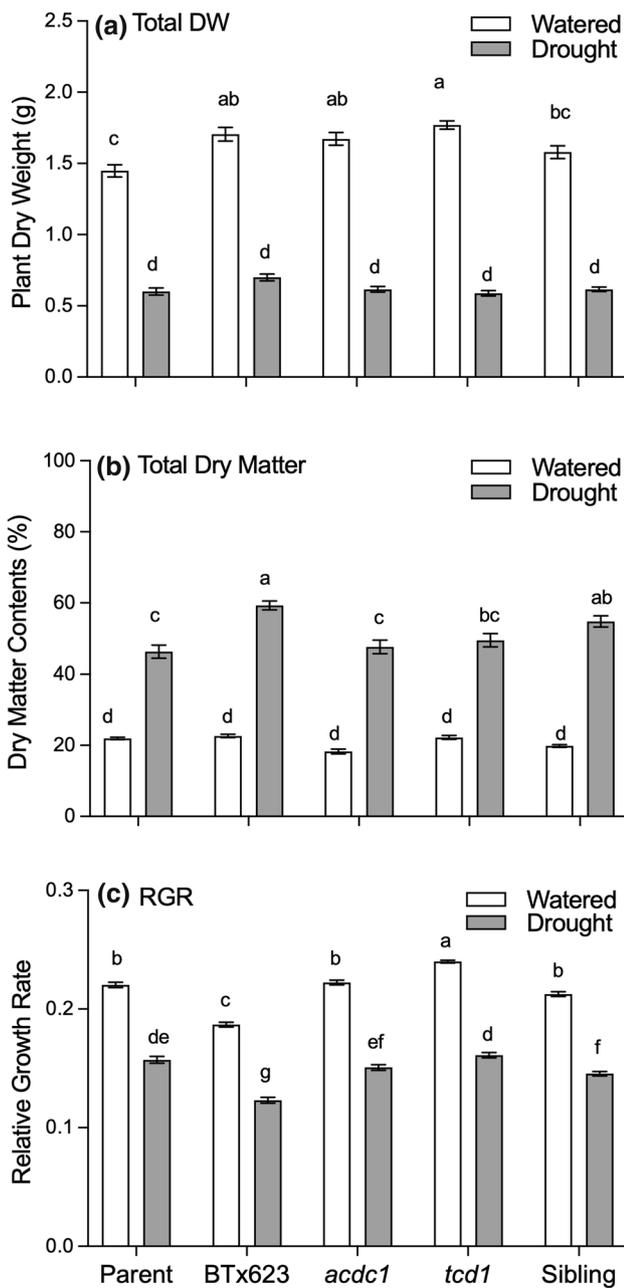 (a) Total DW
Watered
Drought
Plant Dry Weight (g)
2.5
2.0
1.5
1.0
0.5
0.0
c d ab d ab d a d bc d
(b) Total Dry Matter
Watered
Drought
Dry Matter Contents (%)
100
80
60
40
20
0
d c d a d c d bc d ab
(c) RGR
Watered
Drought
Relative Growth Rate
0.3
0.2
0.1
0.0
b de c g b ef a d b f
Parent BTx623 acdc1 tcd1 Sibling